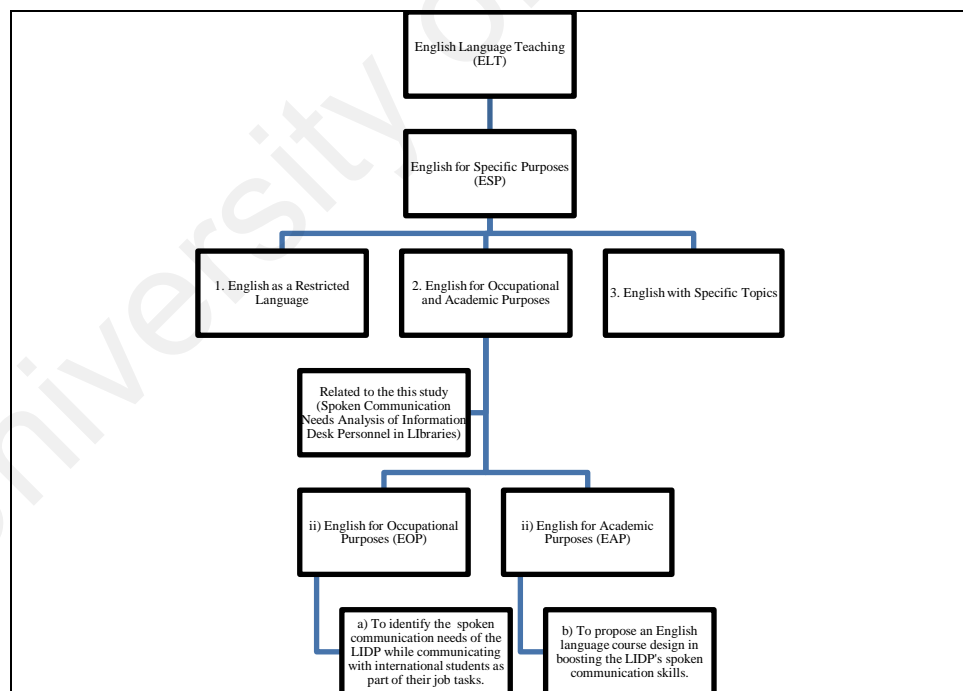 English Language Teaching
(ELT)
English for Specific Purposes
(ESP)
1. English as a Restricted
Language
2. English for Occupational
and Academic Purposes
3. English with Specific Topics
Related to the this study
(Spoken Communication
Needs Analysis of Information
Desk Personnel in LIbraries)
ii) English for Occupational
Purposes (EOP)
ii) English for Academic
Purposes (EAP)
a) To identify the spoken
communication needs of the
LIDP while communicating
with international students as
part of their job tasks.
b) To propose an English
language course design in
boosting the LIDP's spoken
communication skills.
University o